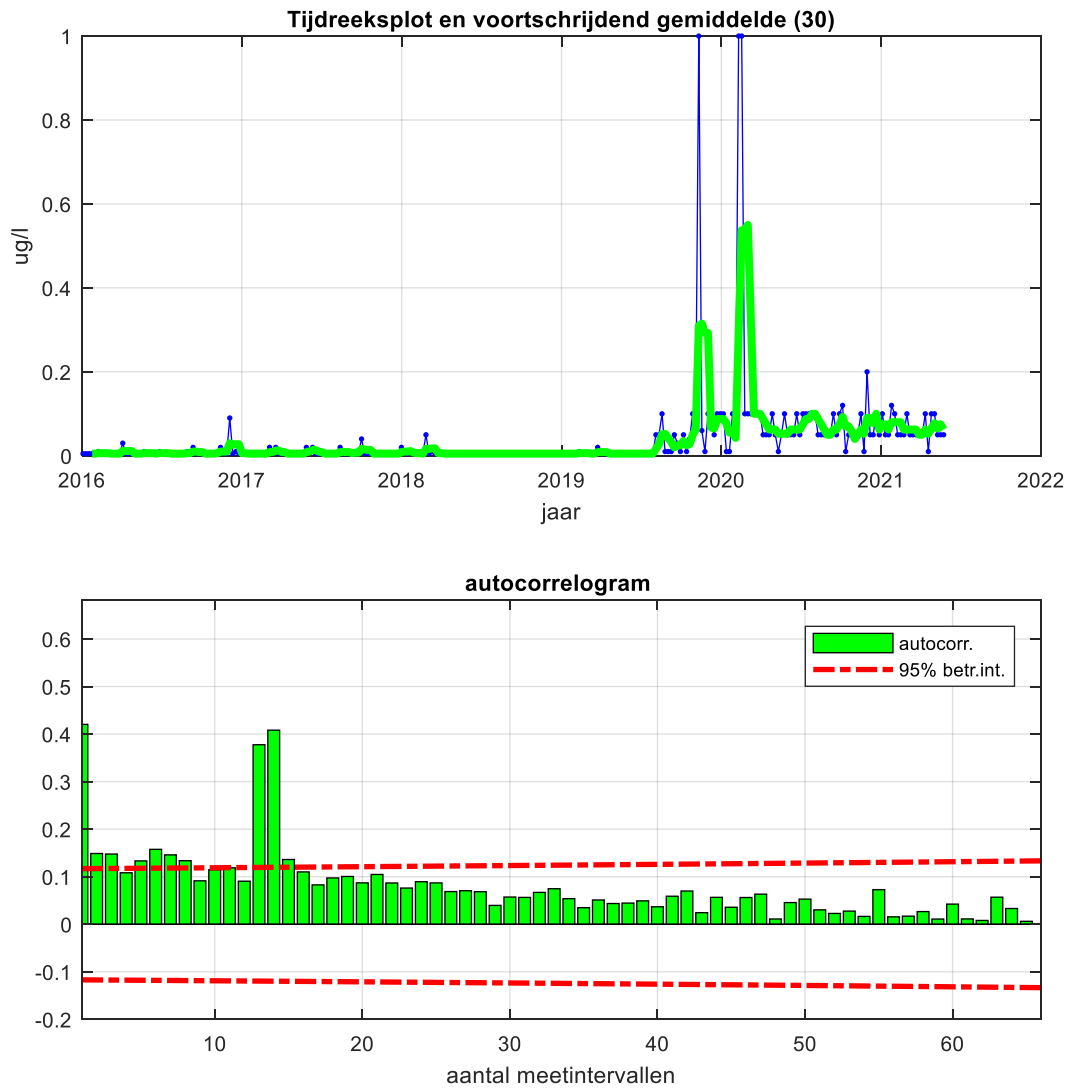 Tijdreeksplot en voortschrijdend gemiddelde (30)
1
0.8
0.6
0.4
0.2
0
ug/l
2016 2017 2018 2019 2020 2021 2022
jaar
autocorrelogram
0.6
0.5
0.4
0.3
0.2
0.1
0
-0.1
-0.2
autocorr.
95% betr.int.
10 20 30 40 50 60
aantal meetintervallen